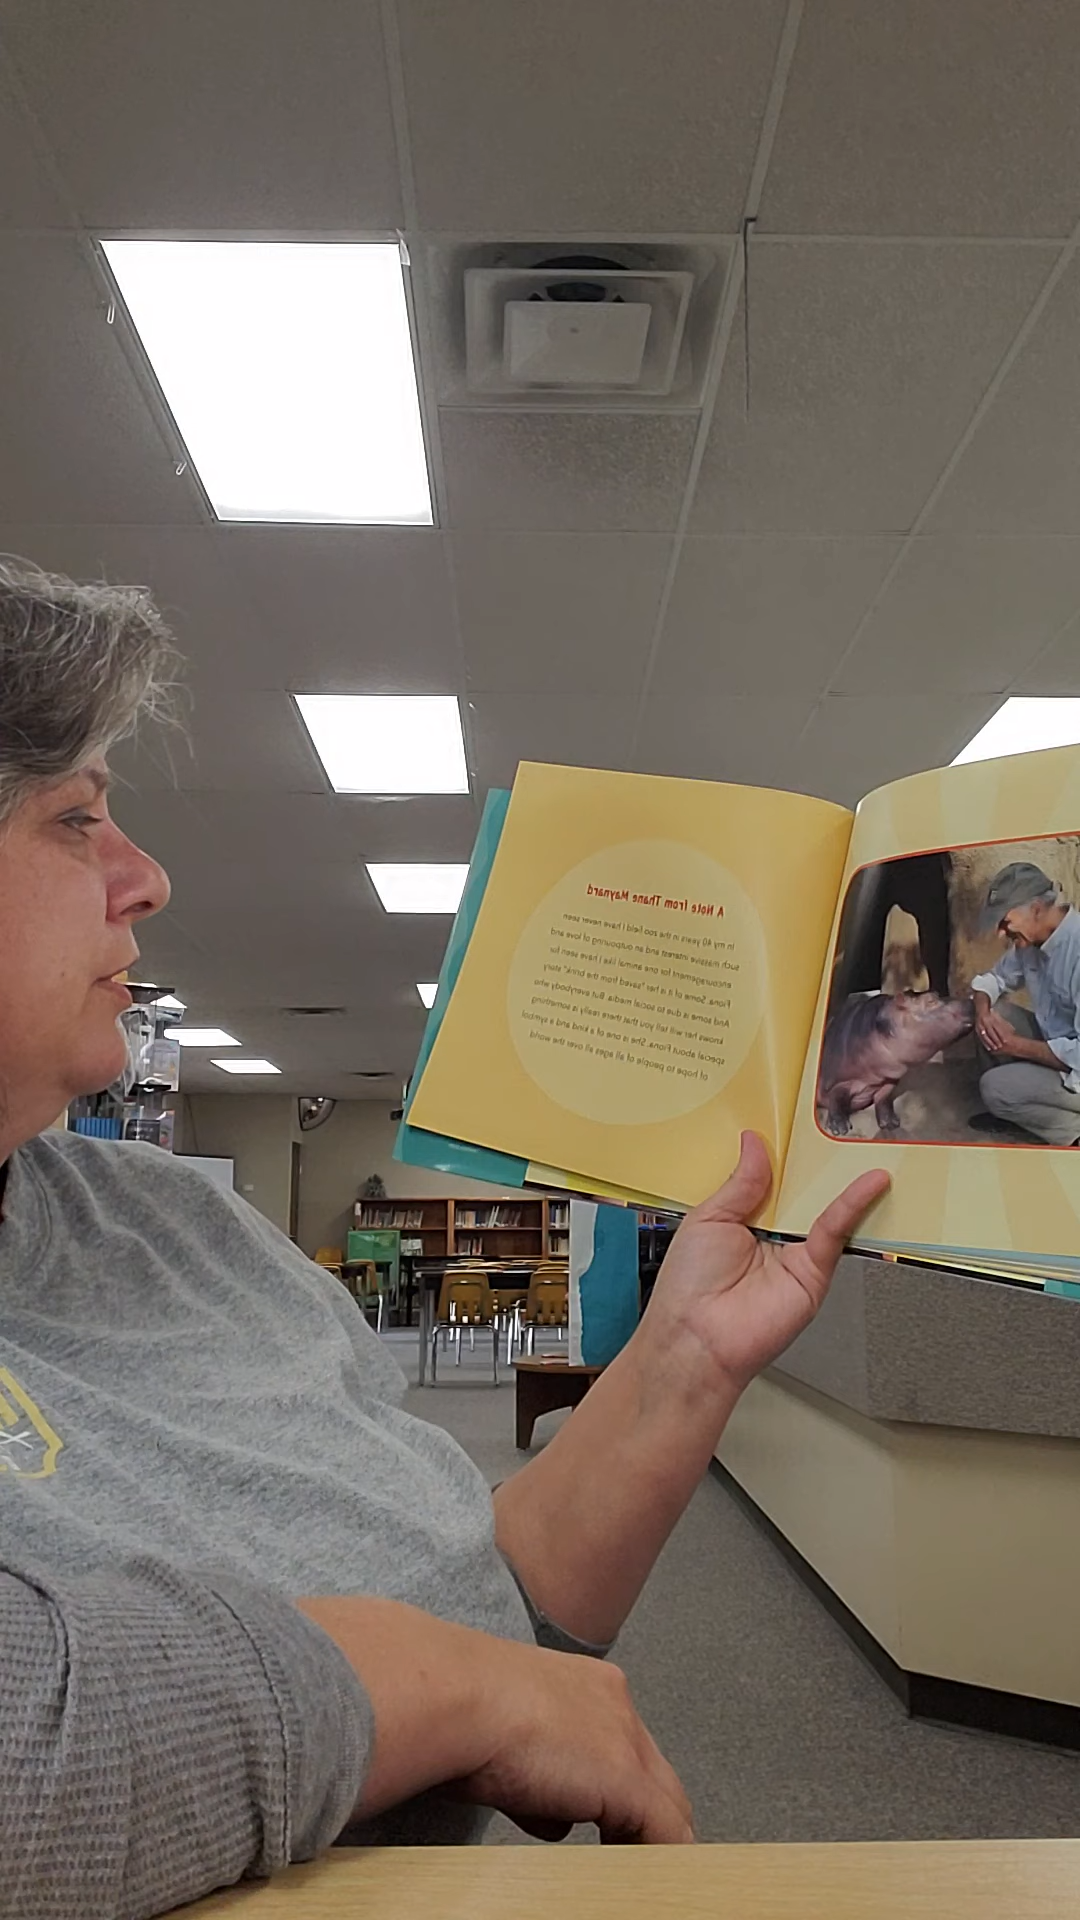 A Note from Thane Maynard
In my 40 years in the zoo field I have never seen
such massive interest and an outpouring of love and
encouragement for one animal like I have seen for
Fiona. Some of it is her "saved from the brink" story.
And some is due to social media. But everybody who
knows her will tell you that there really is something
special about Fiona. She is one of a kind and a symbol
of hope to people of all ages all over the world.